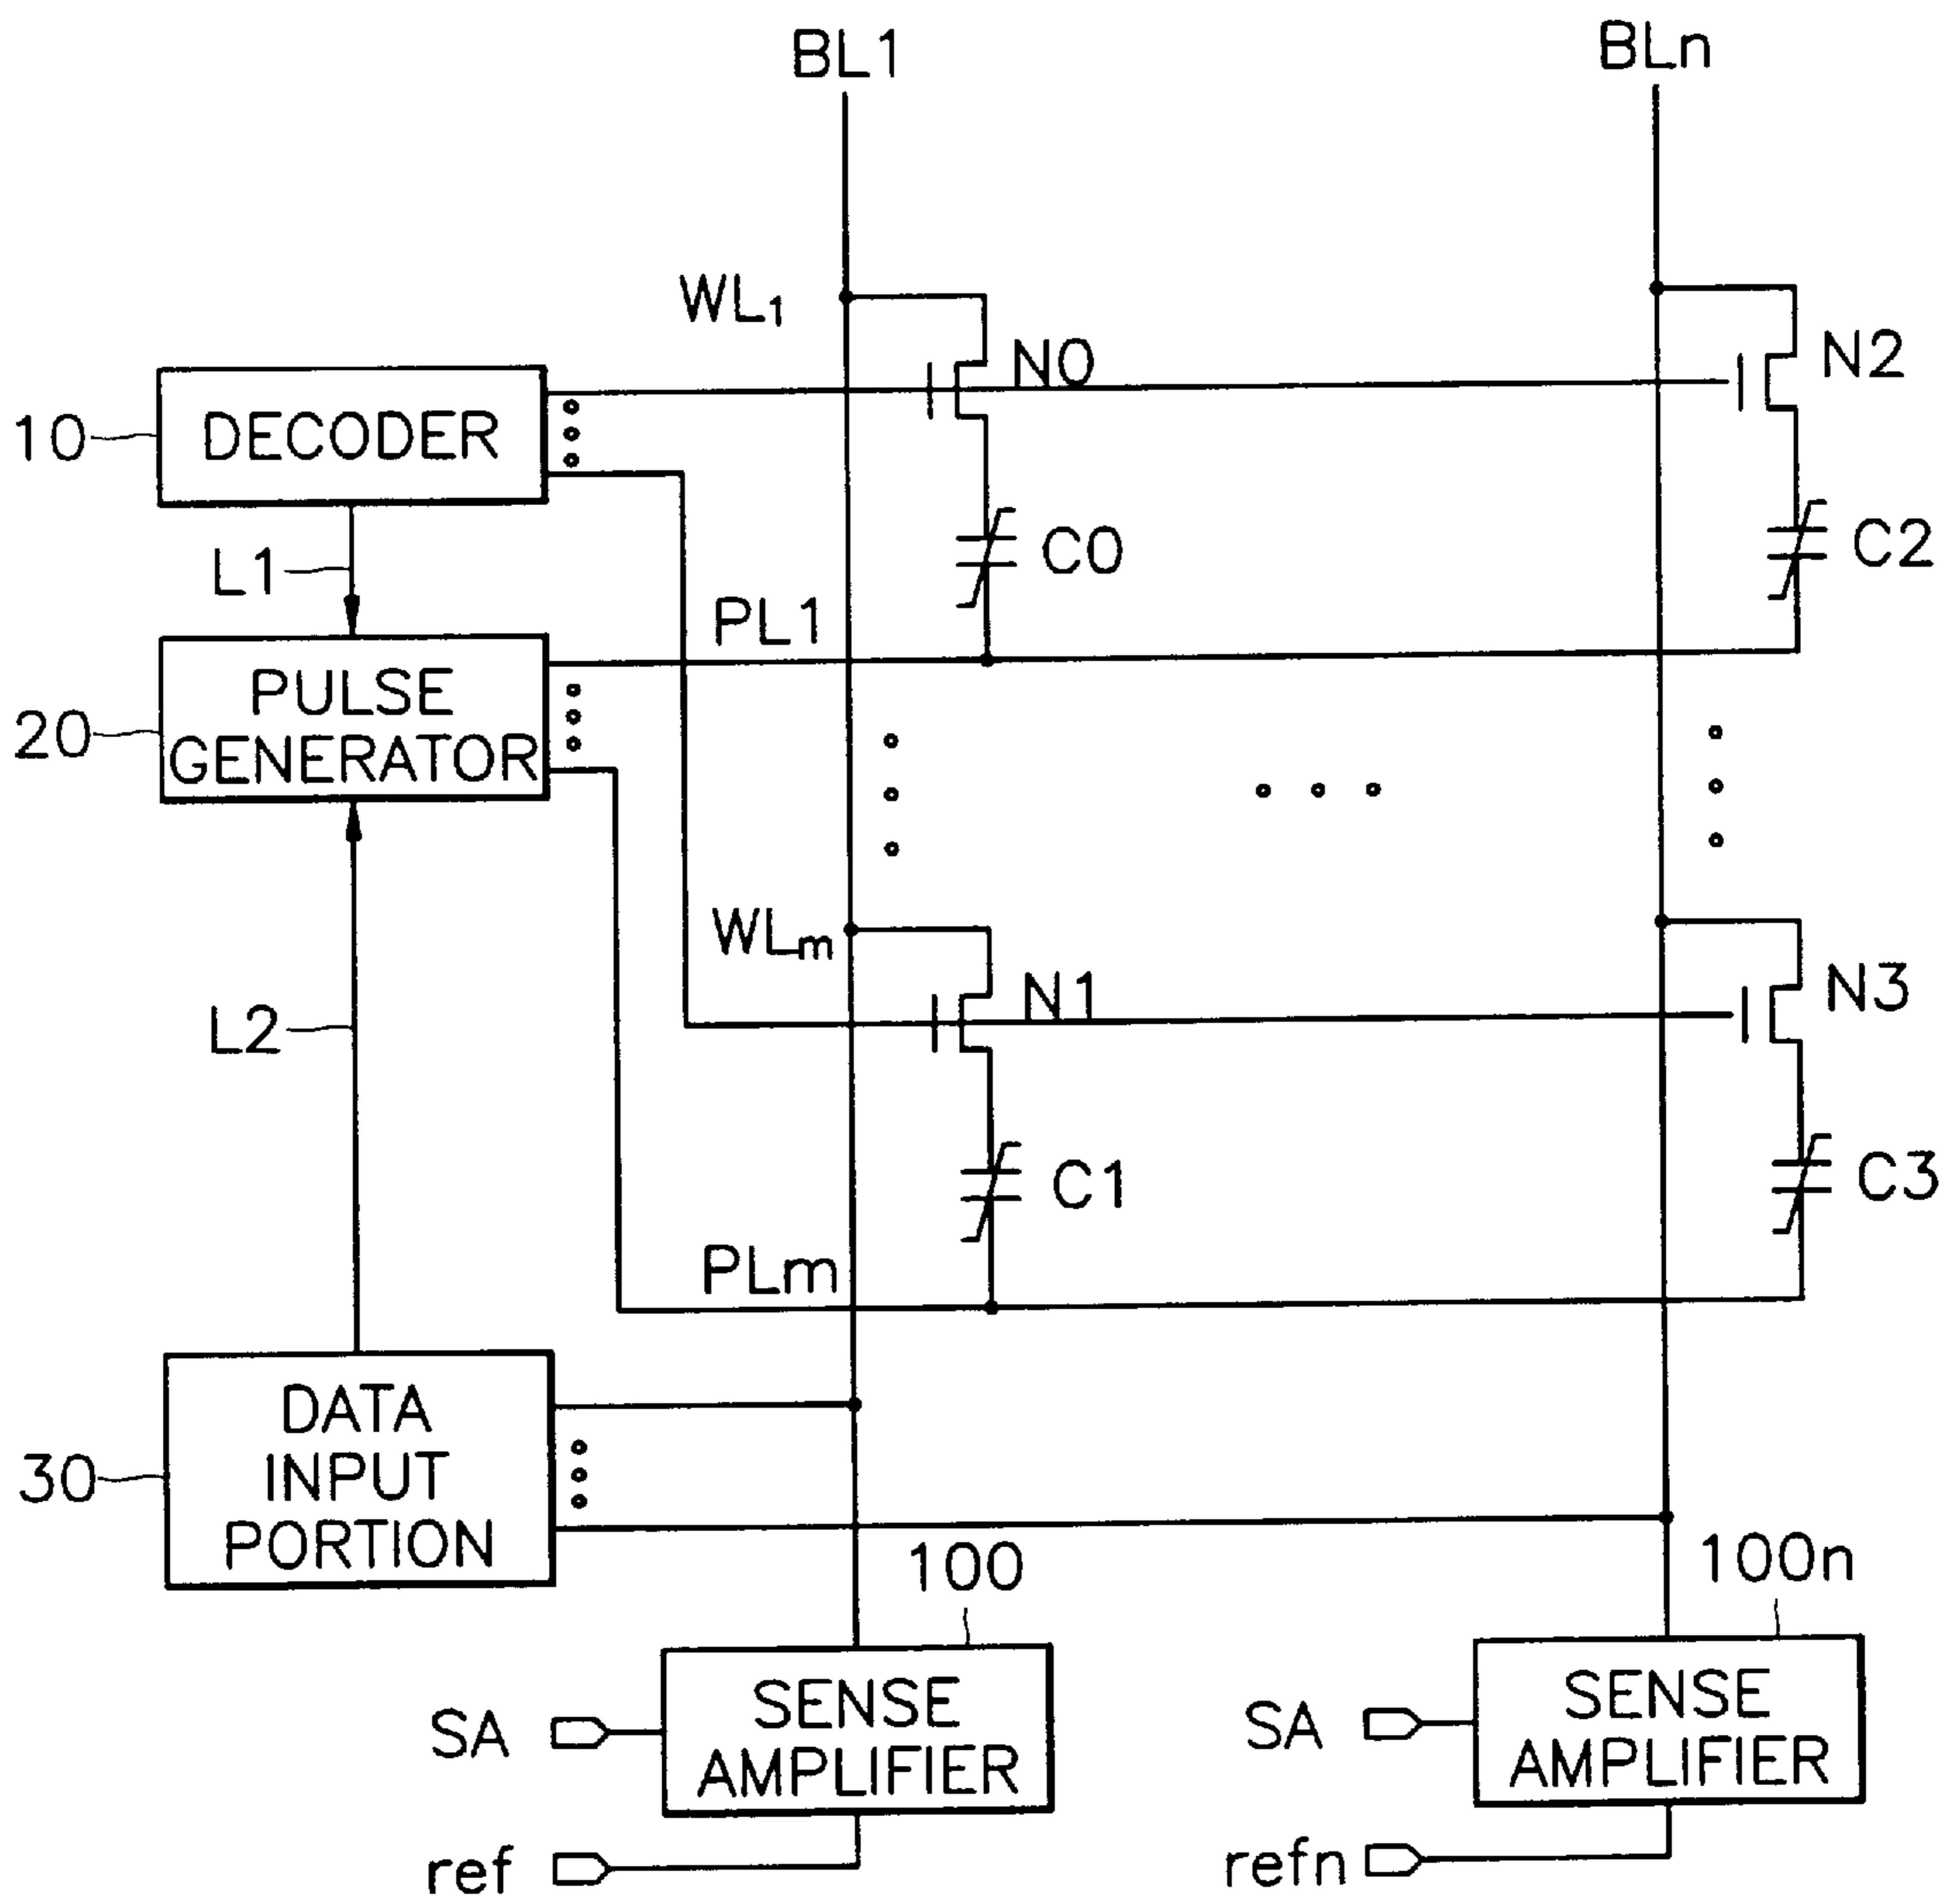 BL1
BLn
WL1
N0
N2
10
DECODER
C0
C2
L1
PL1
20
PULSE
GENERATOR
WLm
N1
N3
L2
C1
C3
PLm
30
DATA
INPUT
PORTION
100
100n
SA
SENSE
AMPLIFIER
SA
SENSE
AMPLIFIER
ref
refn